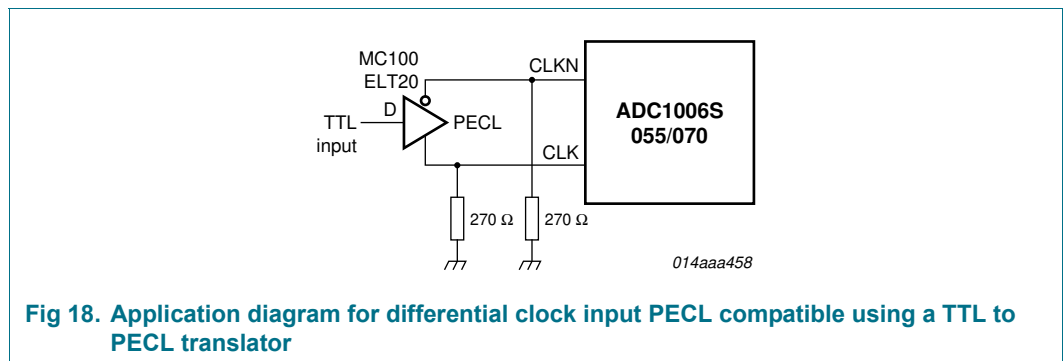 MC100
ELT20
D
TTL
input
PECL
CLKN
CLK
ADC1006S
055/070
270 Ω
270 Ω
014aaa458
Fig 18. Application diagram for differential clock input PECL compatible using a TTL to
PECL translator